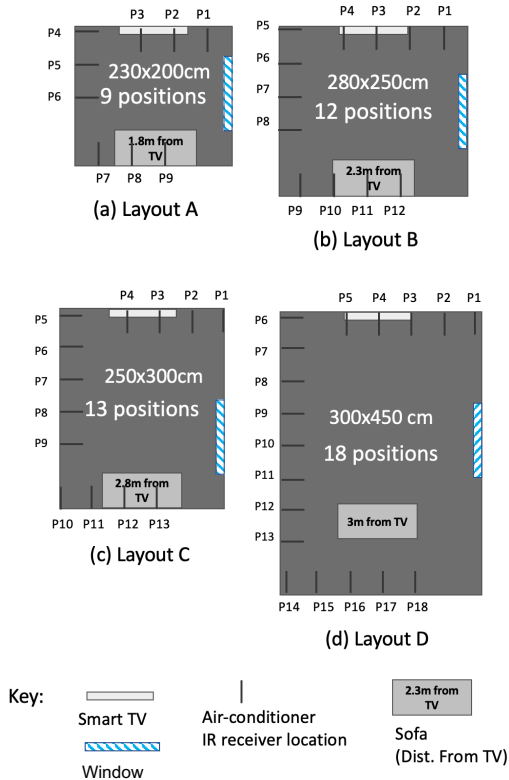 P3 P2 P1
P4
P5
P6
230x200cm
9 positions
1.8m from
TV
P7 P8 P9
(a) Layout A
P4 P3 P2 P1
P5
P6
P7
P8
280x250cm
12 positions
2.3m from
TV
P9 P10 P11 P12
(b) Layout B
P4 P3 P2 P1
P5
P6
P7
P8
P9
250x300cm
13 positions
2.8m from
TV
P10 P11 P12 P13
(c) Layout C
P5 P4 P3 P2 P1
P6
P7
P8
P9
P10
P11
P12
P13
300x450 cm
18 positions
3m from TV
P14 P15 P16 P17 P18
(d) Layout D
Key:
Smart TV
Window
Air-conditioner
IR receiver location
2.3m from
TV
Sofa
(Dist. From TV)